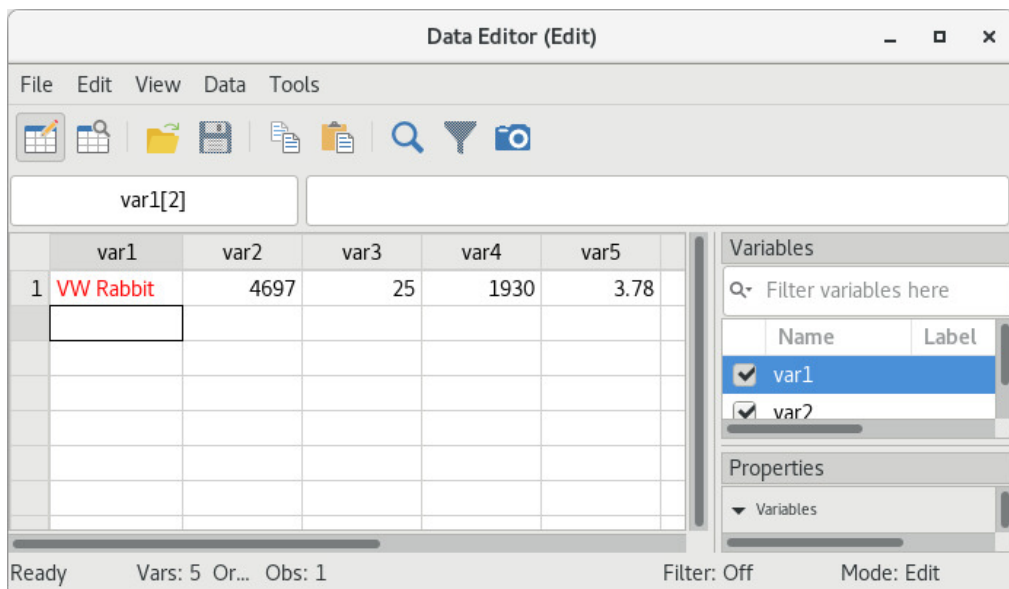 Data Editor (Edit)
File Edit View Data Tools
var1[2]
var1 var2 var3 var4 var5
1 VW Rabbit 4697 25 1930 3.78
Variables
Filter variables here
Name Label
var1
var2
Properties
Variables
Ready Vars: 5 Or... Obs: 1 Filter: Off Mode: Edit